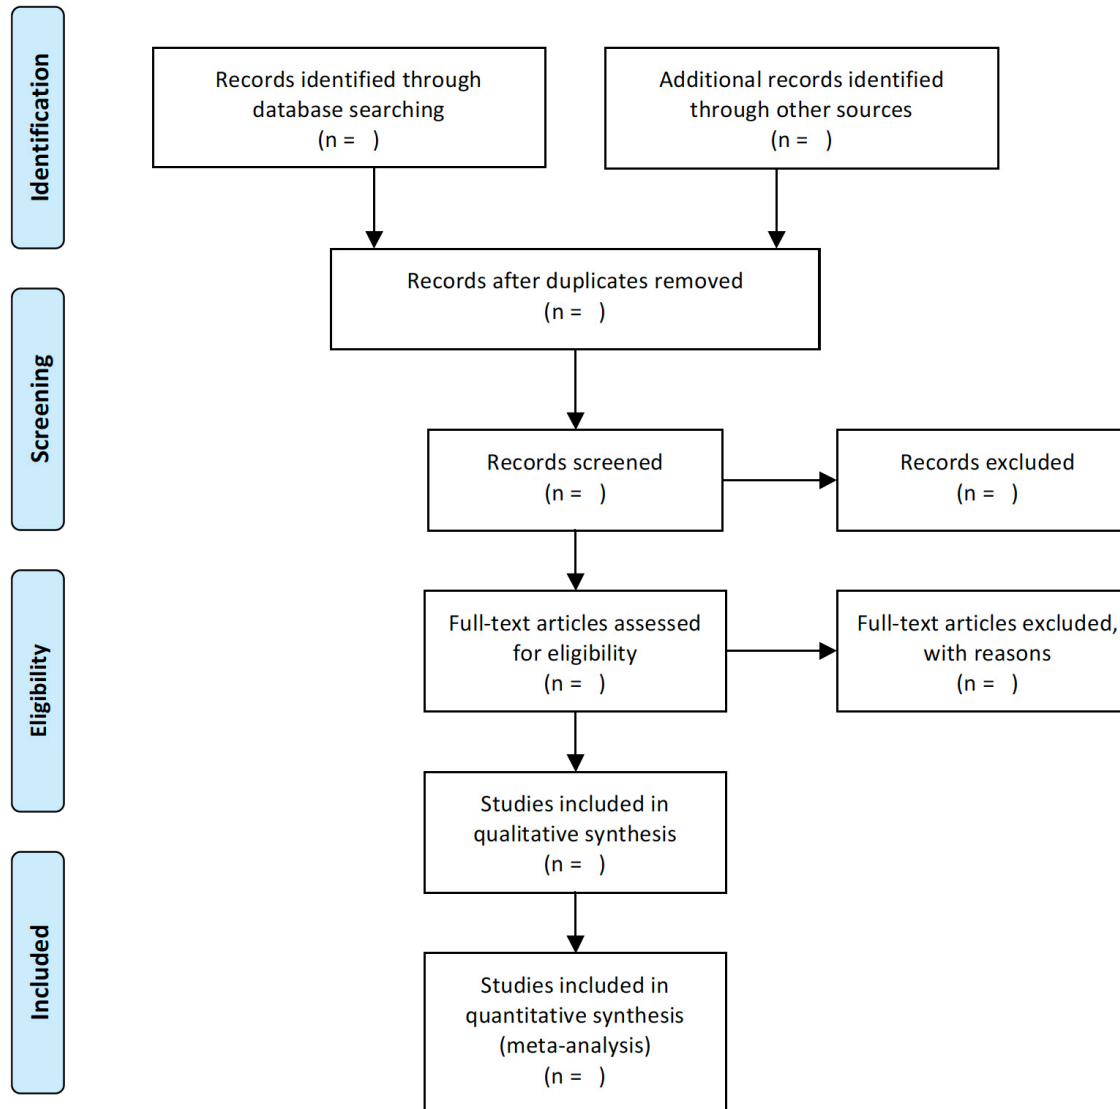 Identification
Records identified through
database searching
(n =   )
Additional records identified
through other sources
(n =   )
Records after duplicates removed
(n =   )
Screening
Records screened
(n =   )
Records excluded
(n =   )
Eligibility
Full-text articles assessed
for eligibility
(n =   )
Full-text articles excluded,
with reasons
(n =   )
Studies included in
qualitative synthesis
(n =   )
Included
Studies included in
quantitative synthesis
(meta-analysis)
(n =   )